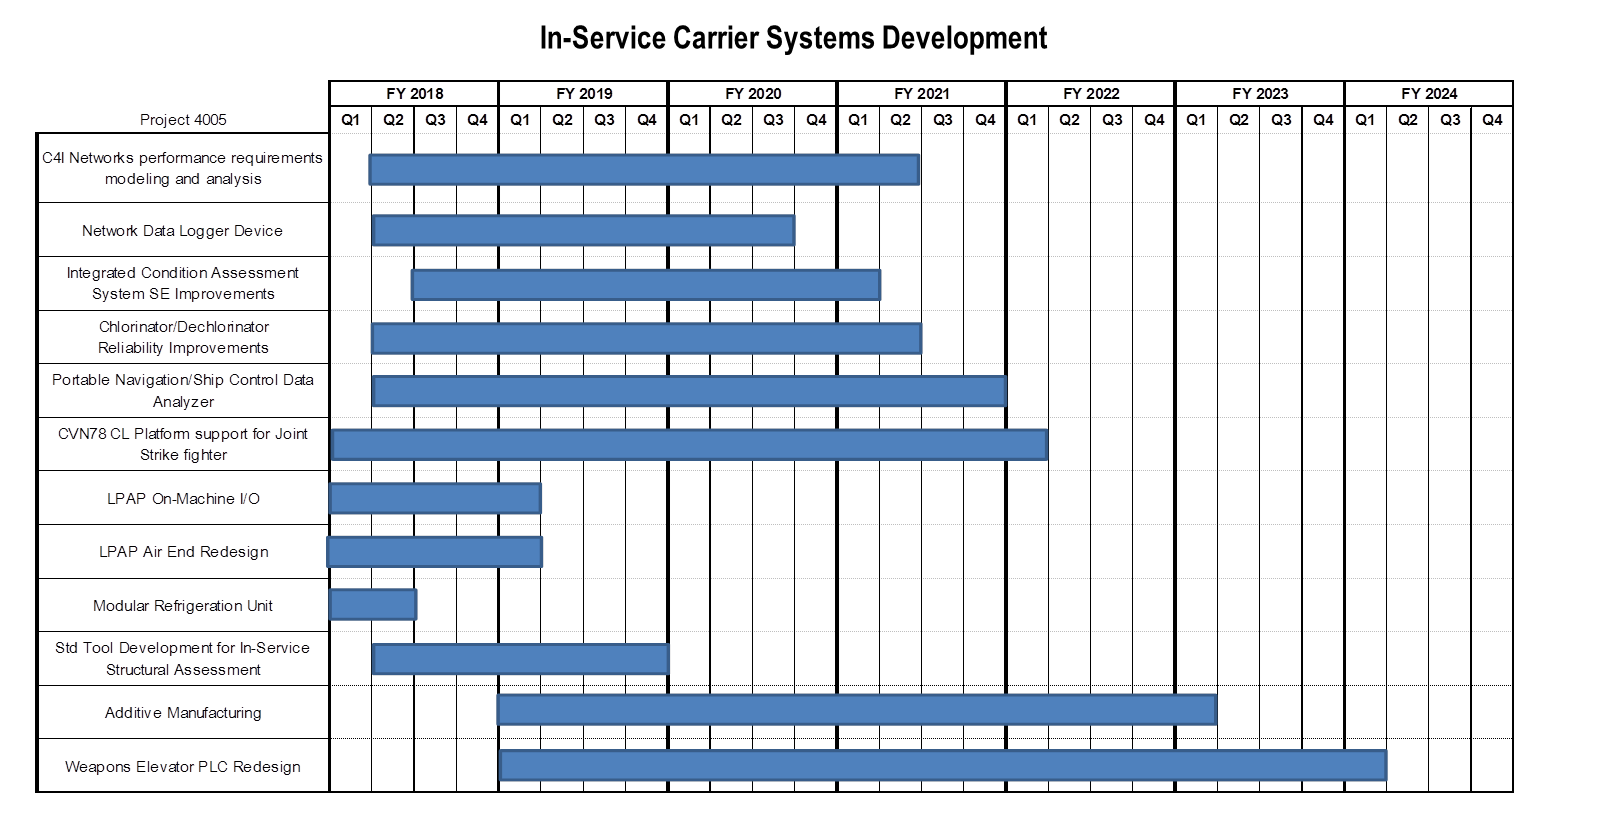 In-Service Carrier Systems Development
FY 2018 FY 2019 FY 2020 FY 2021 FY 2022 FY 2023 FY 2024
Project 4005 Q1 Q2 Q3 Q4 Q1 Q2 Q3 Q4 Q1 Q2 Q3 Q4 Q1 Q2 Q3 Q4 Q1 Q2 Q3 Q4 Q1 Q2 Q3 Q4 Q1 Q2 Q3 Q4
C4I Networks performance requirements
modeling and analysis
Network Data Logger Device
Integrated Condition Assessment
System SE Improvements
Chlorinator/Dechlorinator
Reliability Improvements
Portable Navigation/Ship Control Data
Analyzer
CVN78 CL Platform support for Joint
Strike fighter
LPAP On-Machine I/O
LPAP Air End Redesign
Modular Refrigeration Unit
Std Tool Development for In-Service
Structural Assessment
Additive Manufacturing
Weapons Elevator PLC Redesign